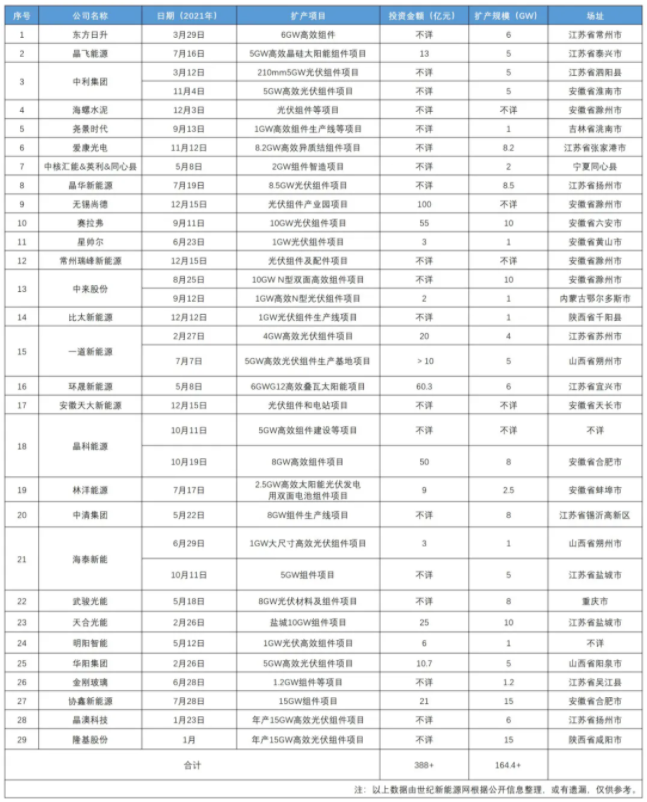 序号 公司名称 日期（2021年） 扩产项目 投资金额（亿元） 扩产规模（GW） 场址
1 东方日升 3月29日 6GW高效组件 不详 6 江苏省常州市
2 晶飞能源 7月16日 5GW高效晶硅太阳能组件项目 13 5 江苏省泰兴市
3 中利集团 3月12日 210mm5GW光伏组件项目 不详 5 江苏省泗阳县
11月4日 5GW高效光伏组件项目 不详 5 安徽省淮南市
4 海螺水泥 12月3日 光伏组件等项目 不详 不详 安徽省滁州市
5 尧景时代 9月13日 1GW高效组件生产线等项目 不详 1 吉林省洮南市
6 爱康光电 11月12日 8.2GW高效异质结组件项目 不详 8.2 江苏省张家港市
7 中核汇能&英利&同心县 5月8日 2GW组件智造项目 不详 2 宁夏同心县
8 晶华新能源 7月19日 8.5GW光伏组件项目 不详 8.5 江苏省扬州市
9 无锡尚德 12月15日 光伏组件产业园项目 100 不详 安徽省滁州市
10 赛拉弗 9月11日 10GW光伏组件项目 55 10 安徽省六安市
11 星帅尔 6月23日 1GW光伏组件项目 3 1 安徽省黄山市
12 常州瑞峰新能源 12月15日 光伏组件及配件项目 不详 不详 安徽省滁州市
13 中来股份 8月25日 10GW N型双面高效组件项目 不详 10 安徽省滁州市
9月12日 1GW高效N型光伏组件项目 2 1 内蒙古鄂尔多斯市
14 比太新能源 12月12日 1GW光伏组件生产线项目 不详 1 陕西省千阳县
15 一道新能源 2月27日 4GW高效光伏组件项目 20 4 江苏省苏州市
7月7日 5GW高效光伏组件生产基地项目 > 10 5 山西省朔州市
16 环晟新能源 5月8日 6GWG12高效叠瓦太阳能项目 60.3 6 江苏省宜兴市
17 安徽天大新能源 12月15日 光伏组件和电站项目 不详 不详 安徽省天长市
18 晶科能源 10月11日 5GW高效组件建设等项目 不详 不详 不详
10月19日 8GW高效组件项目 50 8 安徽省合肥市
19 林洋能源 7月17日 2.5GW高效太阳能光伏发电
用双面电池组件项目 9 2.5 安徽省蚌埠市
20 中清集团 5月22日 8GW组件生产线项目 不详 8 江苏省锡沂高新区
21 海泰新能 6月29日 1GW大尺寸高效光伏组件项目 3 1 山西省朔州市
10月11日 5GW组件项目 不详 5 江苏省盐城市
22 武骏光能 5月18日 8GW光伏材料及组件项目 不详 8 重庆市
23 天合光能 2月26日 盐城10GW组件项目 25 10 江苏省盐城市
24 明阳智能 5月12日 1GW光伏高效组件 6 1 不详
25 华阳集团 2月26日 5GW高效光伏组件项目 10.7 5 山西省阳泉市
26 金刚玻璃 6月28日 1.2GW组件等项目 不详 1.2 江苏省吴江县
27 协鑫新能源 7月28日 15GW组件项目 21 15 安徽省合肥市
28 晶澳科技 1月23日 年产15GW高效光伏组件项目 不详 6 江苏省扬州市
29 隆基股份 1月 年产15GW高效光伏组件项目 不详 15 陕西省咸阳市
合计 388+ 164.4+
注：以上数据由世纪新能源网根据公开信息整理，或有遗漏，仅供参考。